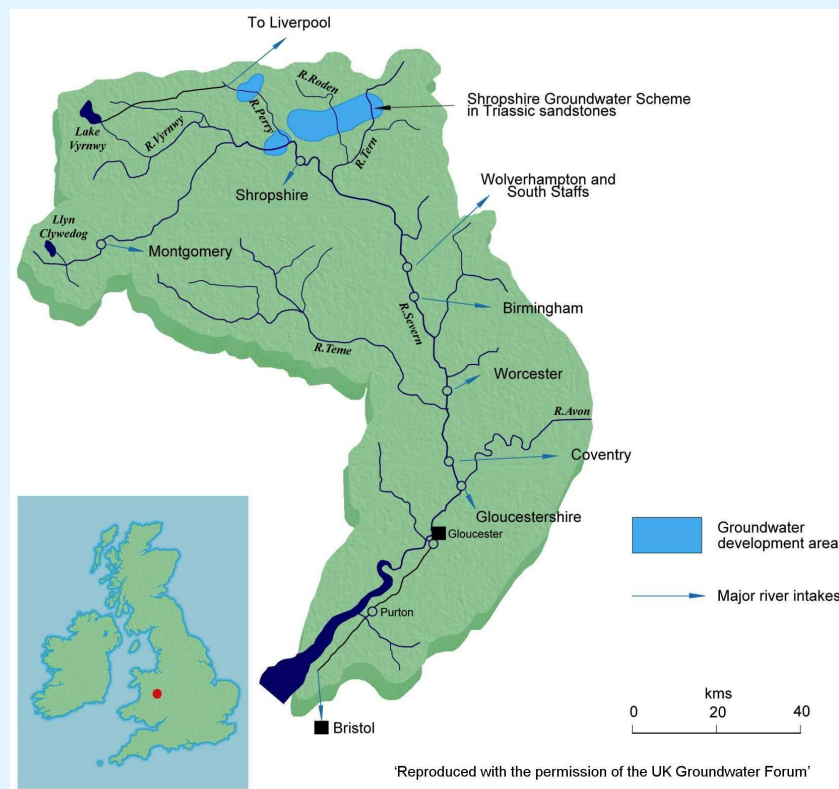 To Liverpool
R.Roden
R.Perry
Shropshire Groundwater Scheme
in Triassic sandstones
Lake
Vyrnwy
R.Vyrnwy
R.Tern
Shropshire
Wolverhampton and
South Staffs
Llyn
Clywedog
Montgomery
Birmingham
R.Severn
R.Teme
Worcester
R.Avon
Coventry
Gloucestershire
Gloucester
Groundwater
development area
Major river intakes
Purton
Bristol
kms
0 20 40
'Reproduced with the permission of the UK Groundwater Forum'